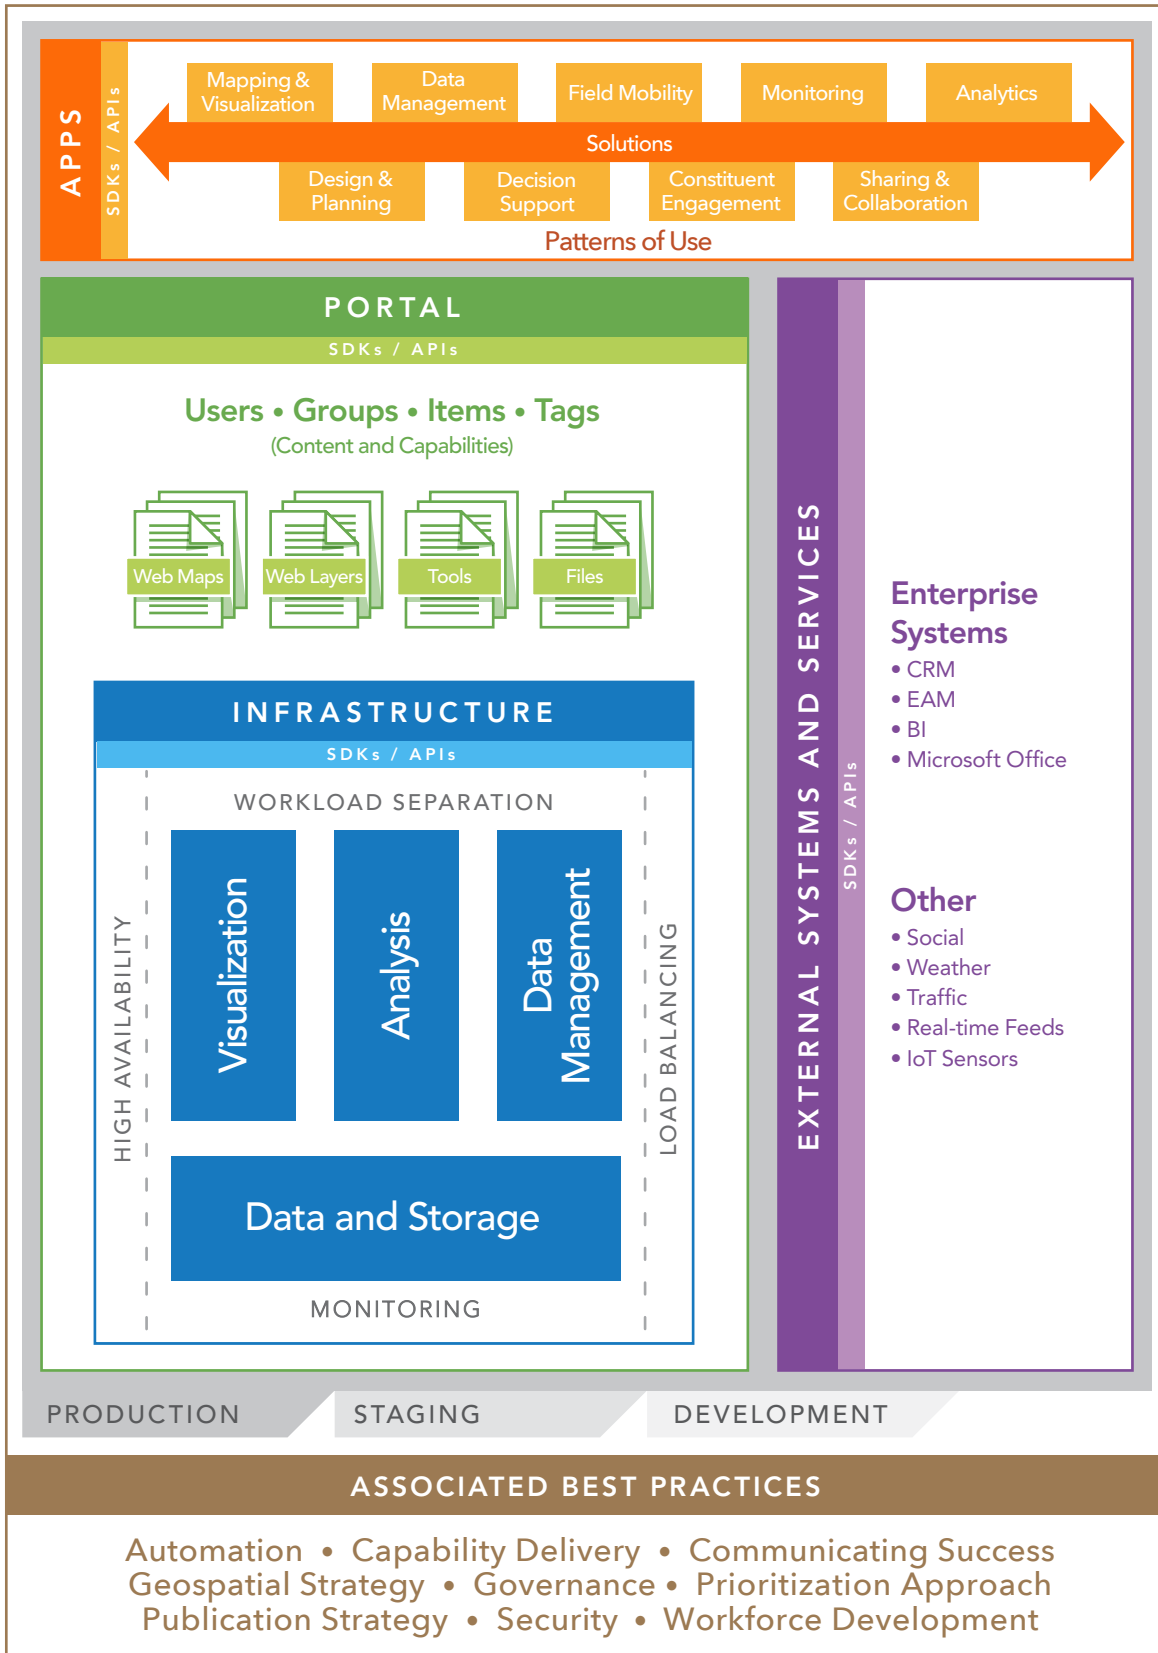 APPS
SDKs / APIs
Mapping &
Visualization
Data
Management
Field Mobility
Monitoring
Analytics
Solutions
Design &
Planning
Decision
Support
Constituent
Engagement
Sharing &
Collaboration
Patterns of Use
PORTAL
SDKs / APIs
Users • Groups • Items • Tags
(Content and Capabilities)
Web Maps
Web Layers
Tools
Files
INFRASTRUCTURE
SDKs / APIs
WORKLOAD SEPARATION
HIGH AVAILABILITY
Visualization
Analysis
Data
Management
LOAD BALANCING
Data and Storage
MONITORING
EXTERNAL SYSTEMS AND SERVICES
SDKs / APIs
Enterprise
Systems
• CRM
• EAM
• BI
• Microsoft Office
Other
• Social
• Weather
• Traffic
• Real-time Feeds
• IoT Sensors
PRODUCTION
STAGING
DEVELOPMENT
ASSOCIATED BEST PRACTICES
Automation • Capability Delivery • Communicating Success
Geospatial Strategy • Governance • Prioritization Approach
Publication Strategy • Security • Workforce Development